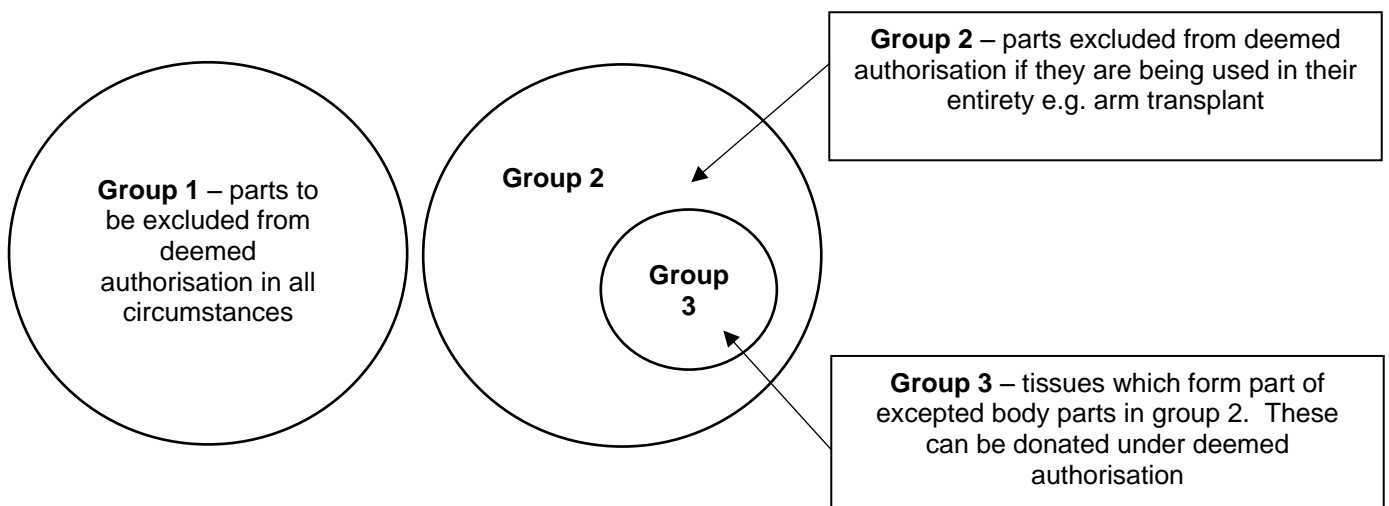 Group 1 – parts to
be excluded from
deemed
authorisation in all
circumstances
Group 2
Group
3
Group 2 – parts excluded from deemed
authorisation if they are being used in their
entirety e.g. arm transplant
Group 3 – tissues which form part of
excepted body parts in group 2.  These
can be donated under deemed
authorisation